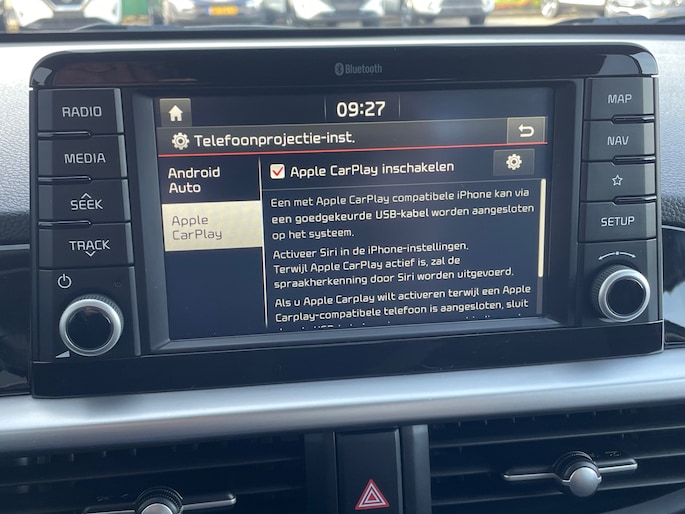 Bluetooth
RADIO
MEDIA
SEEK
TRACK
MAP
NAV
SETUP
09:27
Telefoonprojectie-inst.
Android
Auto
Apple
CarPlay
Apple CarPlay inschakelen
Een met Apple CarPlay compatibele iPhone kan via
een goedgekeurde USB-kabel worden aangesloten
op het systeem.
Activeer Siri in de iPhone-instellingen.
Terwijl Apple CarPlay actief is, zal de
spraakherkenning door Siri worden uitgevoerd.
Als u Apple Carplay wilt activeren terwijl een Apple
Carplay-compatibele telefoon is aangesloten, sluit